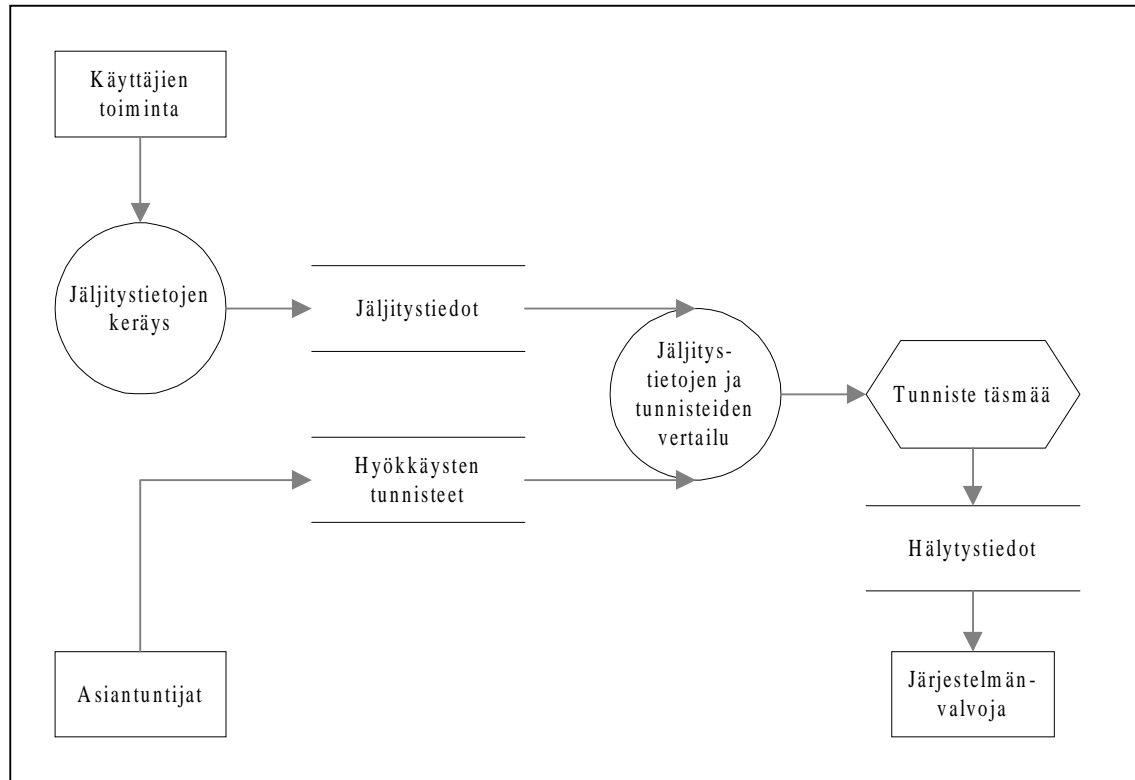 Käyttäjien
toiminta
Jäljitystietojen
keräys
Jäljitystiedot
Jäljitys-
tietojen ja
tunnisteiden
vertailu
Tunniste täsmää
Hyökkäysten
tunnisteet
Hälytystiedot
Asiantuntijat
Järjestelmän-
valvoja